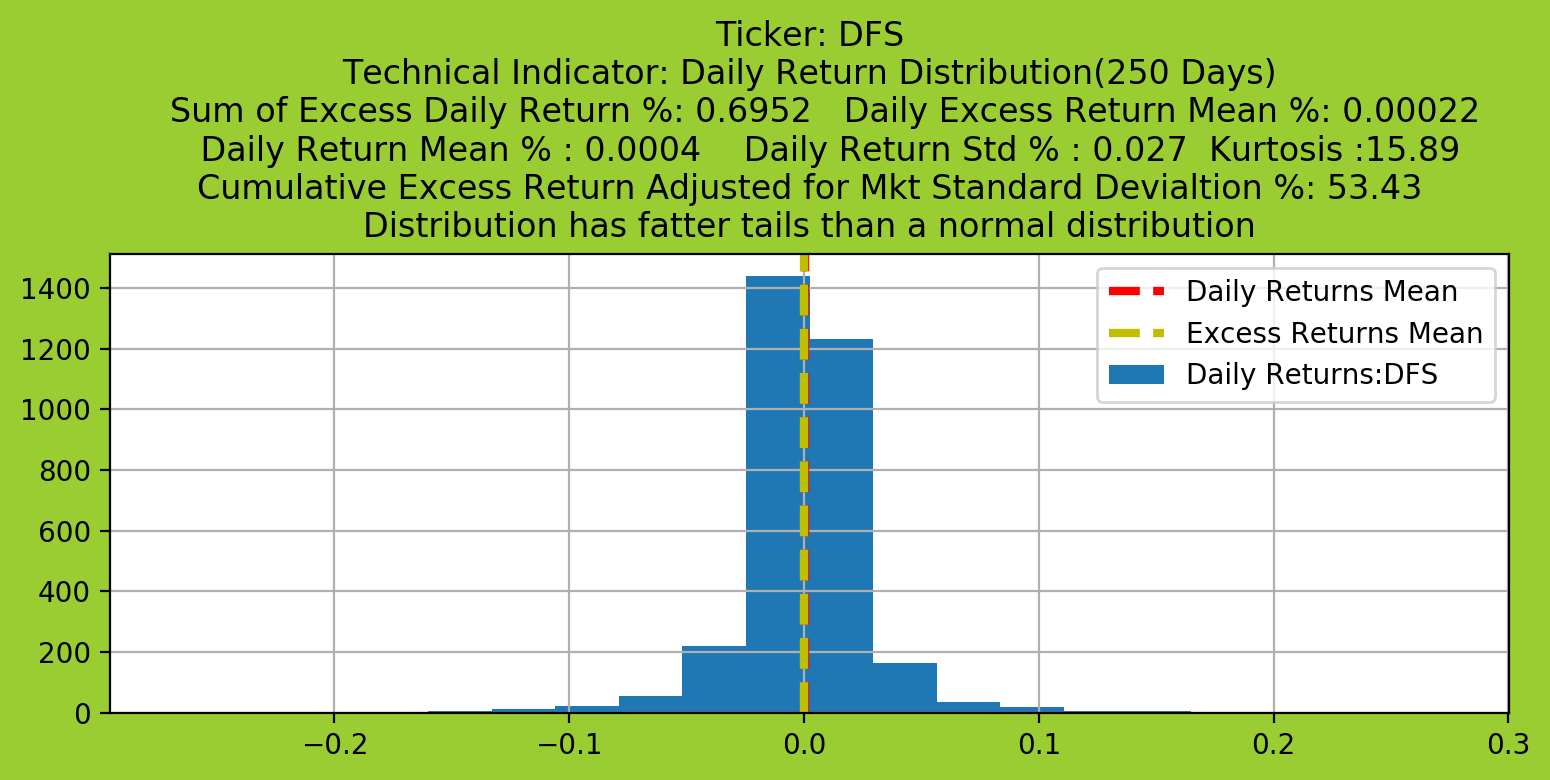 Ticker: DFS
Technical Indicator: Daily Return Distribution(250 Days)
Sum of Excess Daily Return %: 0.6952   Daily Excess Return Mean %: 0.00022
Daily Return Mean % : 0.0004    Daily Return Std % : 0.027  Kurtosis :15.89
Cumulative Excess Return Adjusted for Mkt Standard Devialtion %: 53.43
Distribution has fatter tails than a normal distribution
1400
1200
1000
800
600
400
200
0
Daily Returns Mean
Excess Returns Mean
Daily Returns:DFS
−0.2 −0.1 0.0 0.1 0.2 0.3